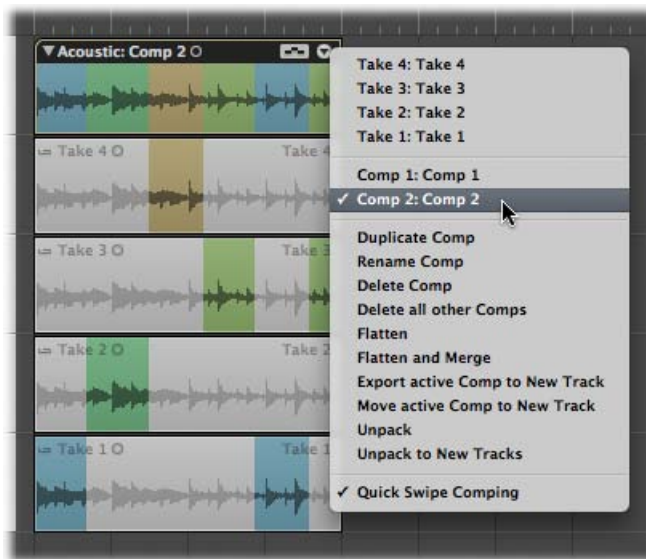 Acoustic: Comp 2
Take 4 Take 4
Take 3 Take 3
Take 2 Take 2
Take 1 Take 1
Take 4: Take 4
Take 3: Take 3
Take 2: Take 2
Take 1: Take 1
Comp 1: Comp 1
✓ Comp 2: Comp 2
Duplicate Comp
Rename Comp
Delete Comp
Delete all other Comps
Flatten
Flatten and Merge
Export active Comp to New Track
Move active Comp to New Track
Unpack
Unpack to New Tracks
✓ Quick Swipe Comping